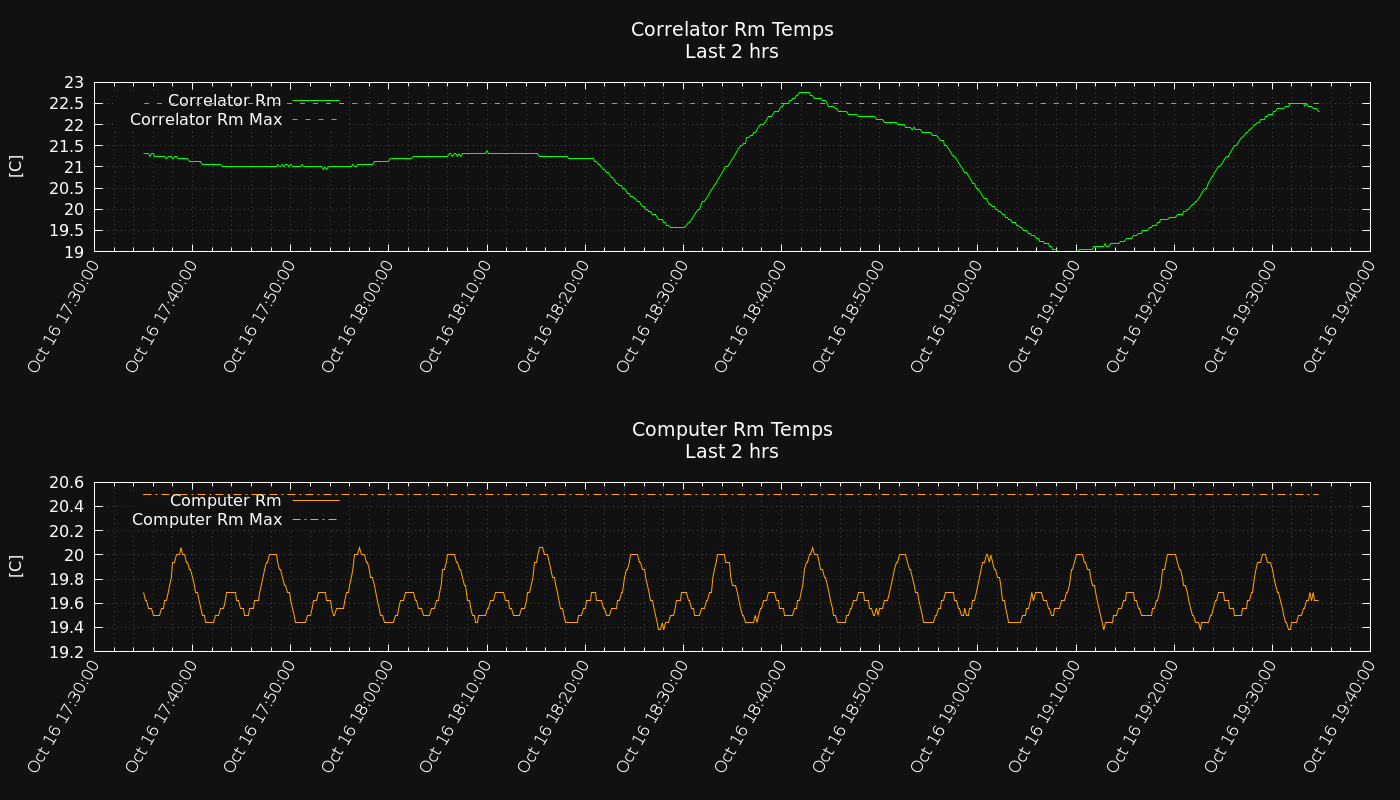 Correlator Rm Temps
Last 2 hrs
23
22.5
22
21.5
21
20.5
20
19.5
19
[C]
Correlator Rm
Correlator Rm Max
Oct 16 17:30:00
Oct 16 17:40:00
Oct 16 17:50:00
Oct 16 18:00:00
Oct 16 18:10:00
Oct 16 18:20:00
Oct 16 18:30:00
Oct 16 18:40:00
Oct 16 18:50:00
Oct 16 19:00:00
Oct 16 19:10:00
Oct 16 19:20:00
Oct 16 19:30:00
Oct 16 19:40:00
Computer Rm Temps
Last 2 hrs
20.6
20.4
20.2
20
19.8
19.6
19.4
19.2
[C]
Computer Rm
Computer Rm Max
Oct 16 17:30:00
Oct 16 17:40:00
Oct 16 17:50:00
Oct 16 18:00:00
Oct 16 18:10:00
Oct 16 18:20:00
Oct 16 18:30:00
Oct 16 18:40:00
Oct 16 18:50:00
Oct 16 19:00:00
Oct 16 19:10:00
Oct 16 19:20:00
Oct 16 19:30:00
Oct 16 19:40:00